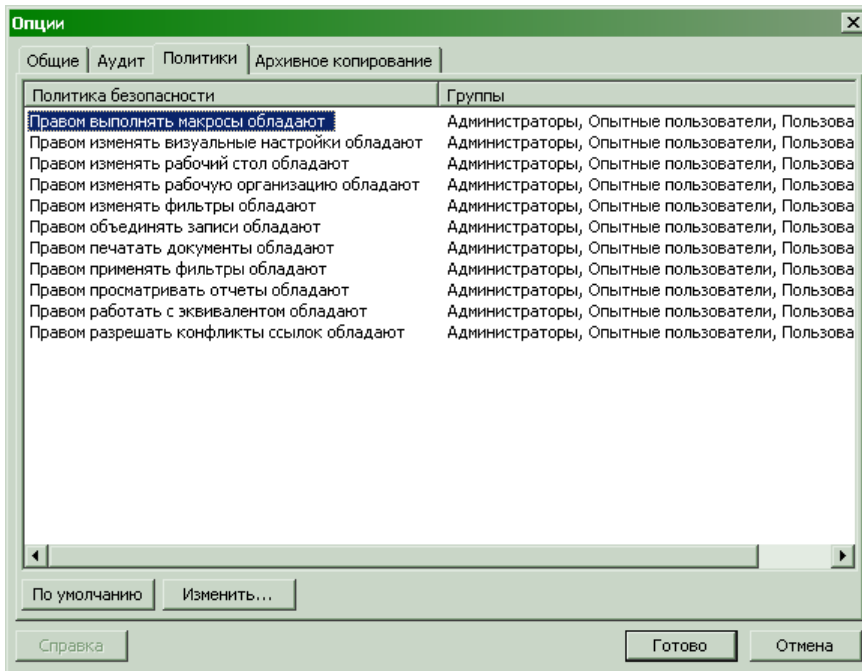 Опции
Общие Аудит Политики Архивное копирование
Политика безопасности Группы
Правом выполнять макросы обладают Администраторы, Опытные пользователи, Пользова
Правом изменять визуальные настройки обладают Администраторы, Опытные пользователи, Пользова
Правом изменять рабочий стол обладают Администраторы, Опытные пользователи, Пользова
Правом изменять рабочую организацию обладают Администраторы, Опытные пользователи, Пользова
Правом изменять фильтры обладают Администраторы, Опытные пользователи, Пользова
Правом объединять записи обладают Администраторы, Опытные пользователи, Пользова
Правом печатать документы обладают Администраторы, Опытные пользователи, Пользова
Правом применять фильтры обладают Администраторы, Опытные пользователи, Пользова
Правом просматривать отчеты обладают Администраторы, Опытные пользователи, Пользова
Правом работать с эквивалентом обладают Администраторы, Опытные пользователи, Пользова
Правом разрешать конфликты ссылок обладают Администраторы, Опытные пользователи, Пользова
По умолчанию Изменить...
Справка Готово Отмена